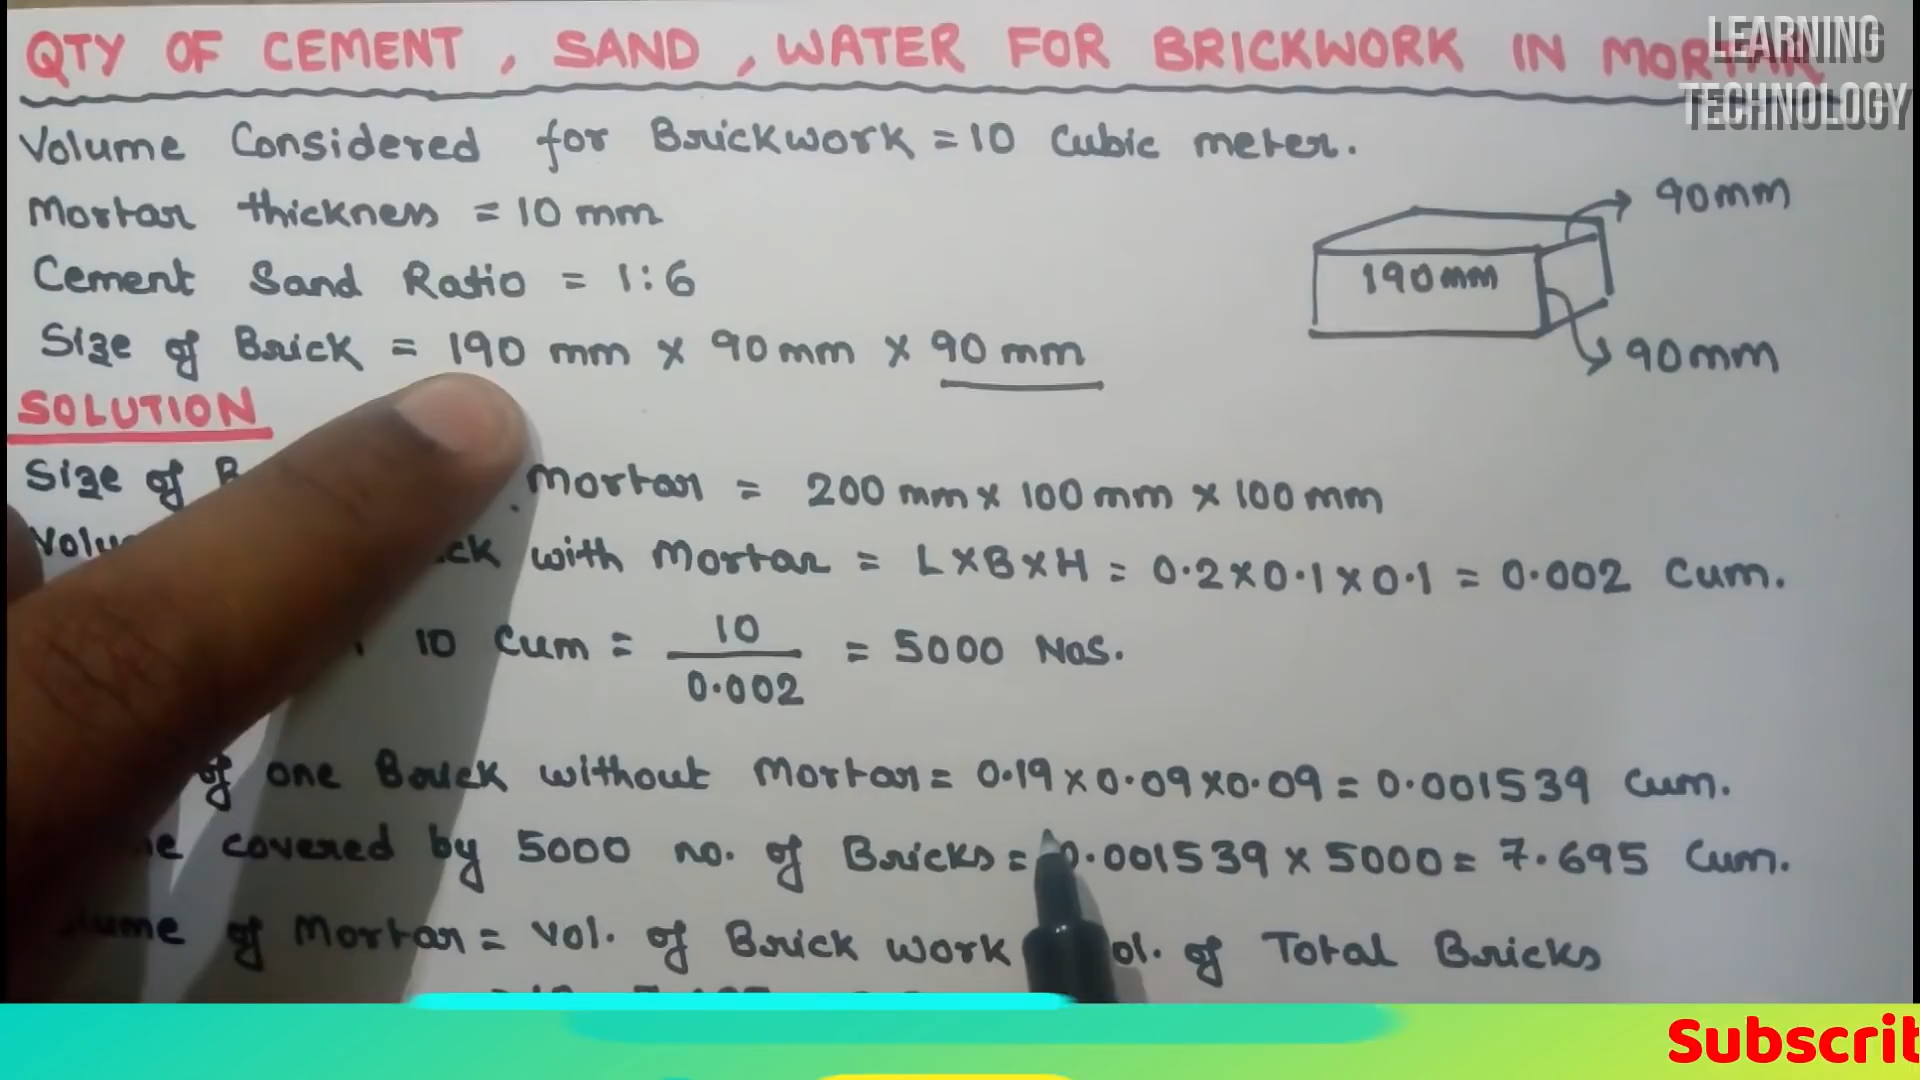 QTY OF CEMENT, SAND, WATER FOR BRICKWORK IN MORTAR
LEARNING
TECHNOLOGY
Volume Considered for Brickwork = 10 Cubic meter.
Mortar thickness = 10 mm
Cement Sand Ratio = 1:6
Size of Brick = 190 mm x 90 mm x 90 mm
90mm
190mm
90mm
SOLUTION
Size of Mortar = 200 mm x 100 mm x 100 mm
with Mortar = L X B X H = 0.2 x 0.1 x 0.1 = 0.002 Cum.
10 Cum = 10 / 0.002 = 5000 Nos.
of one Brick without Mortar = 0.19 x 0.09 x 0.09 = 0.001539 Cum.
covered by 5000 no. of Bricks = 0.001539 x 5000 = 7.695 Cum.
of Mortar = Vol. of Brick work of Total Bricks
Subscrib